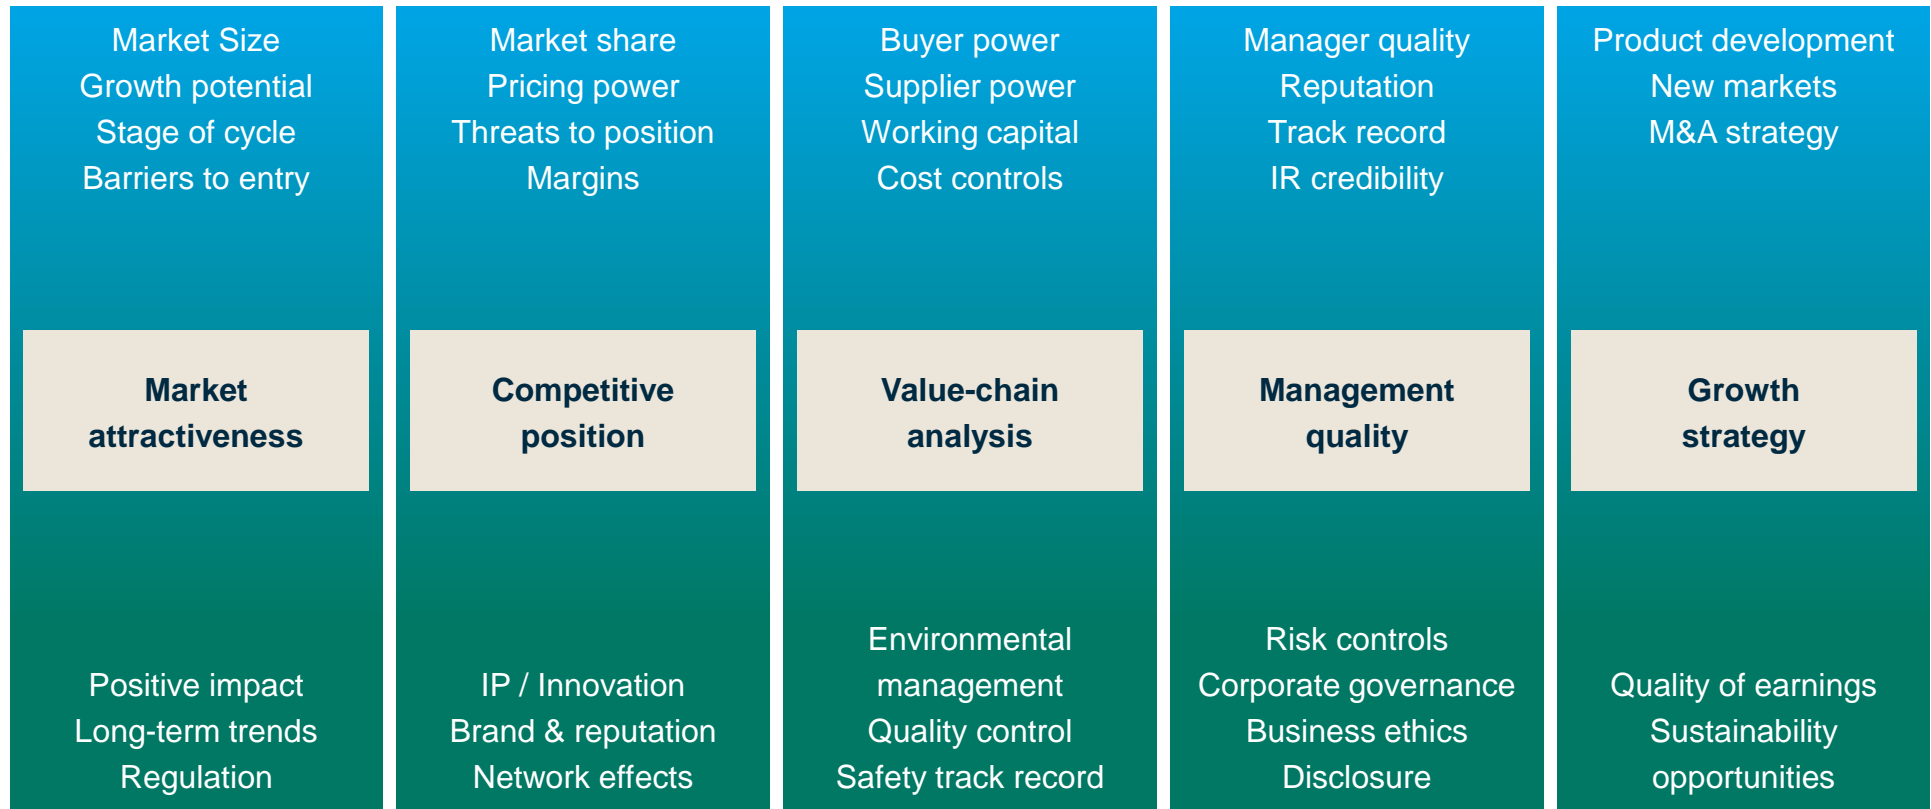 Market Size
Growth potential
Stage of cycle
Barriers to entry
Market
attractiveness
Positive impact
Long-term trends
Regulation
Market share
Pricing power
Threats to position
Margins
Competitive
position
IP / Innovation
Brand & reputation
Network effects
Buyer power
Supplier power
Working capital
Cost controls
Value-chain
analysis
Environmental
management
Quality control
Safety track record
Manager quality
Reputation
Track record
IR credibility
Management
quality
Risk controls
Corporate governance
Business ethics
Disclosure
Product development
New markets
M&A strategy
Growth
strategy
Quality of earnings
Sustainability
opportunities